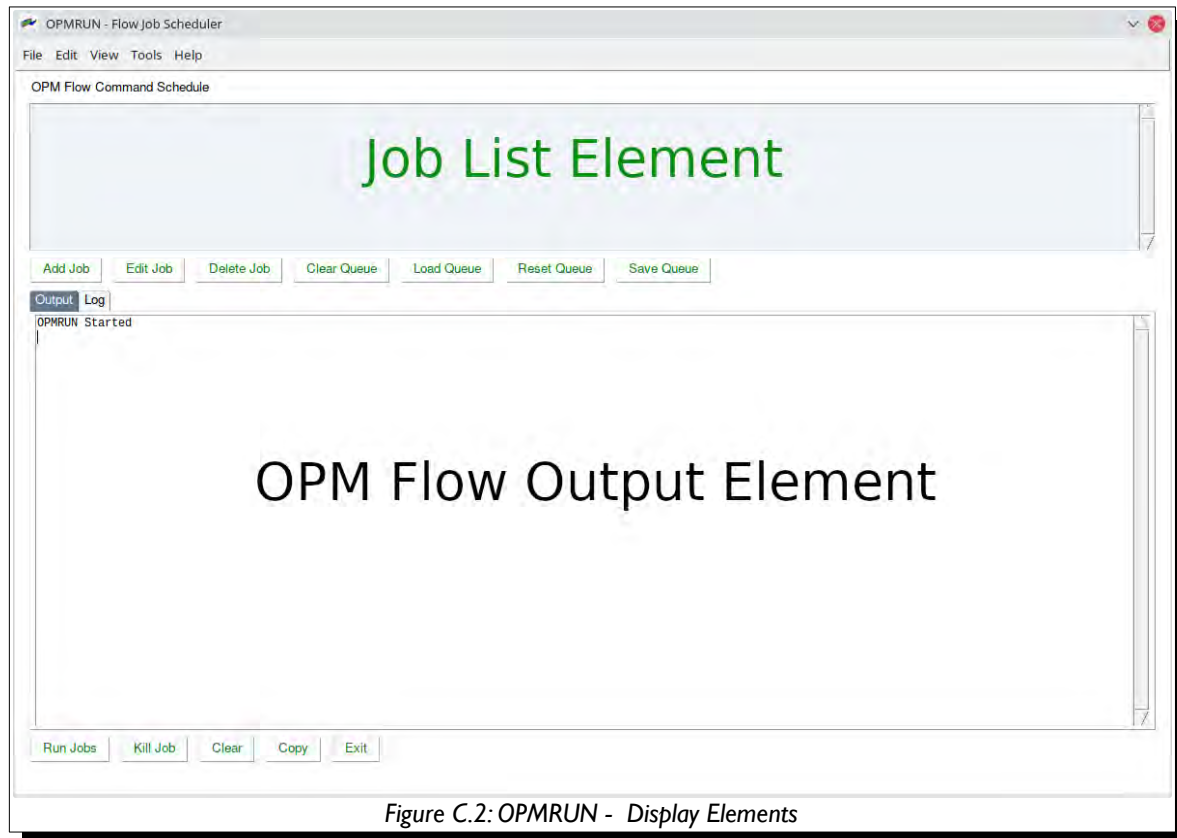 OPMRUN - Flow Job Scheduler
File Edit View Tools Help
OPM Flow Command Schedule
Job List Element
Add Job Edit Job Delete Job Clear Queue Load Queue Reset Queue Save Queue
Output Log
OPMRUN Started
OPM Flow Output Element
Run Jobs Kill Job Clear Copy Exit
Figure C.2: OPMRUN - Display Elements